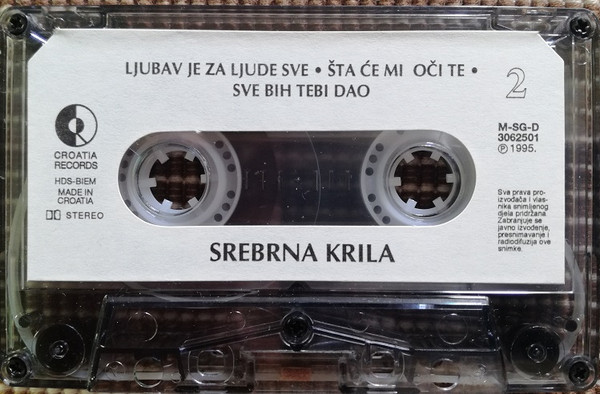 LJUBAV JE ZA LJUDE SVE • ŠTA ĆE MI OČI TE •
SVE BIH TEBI DAO
2
CROATIA
RECORDS
HDS-BIEM
MADE IN
CROATIA
STEREO
M-SG-D
3062501
Ⓟ 1995.
Sva prava pro-
izvođača i vlas-
nika snimljenog
djela pridržana.
Zabranjuje se
javno izvođenje,
presnimavanje i
radiodifuzija ove
snimke.
SREBRNA KRILA